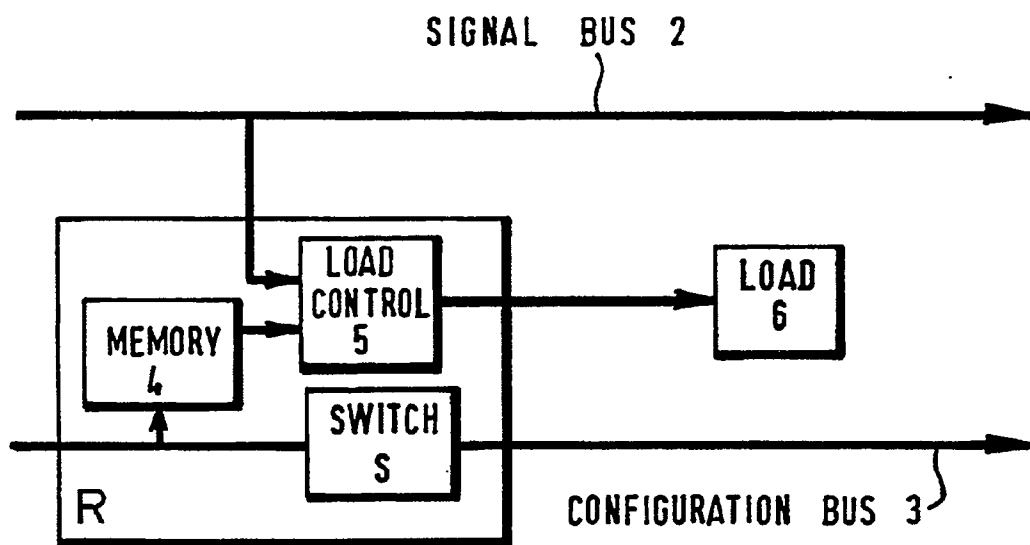 SIGNAL BUS 2
LOAD
CONTROL
5
MEMORY
4
LOAD
6
SWITCH
S
R
CONFIGURATION BUS 3